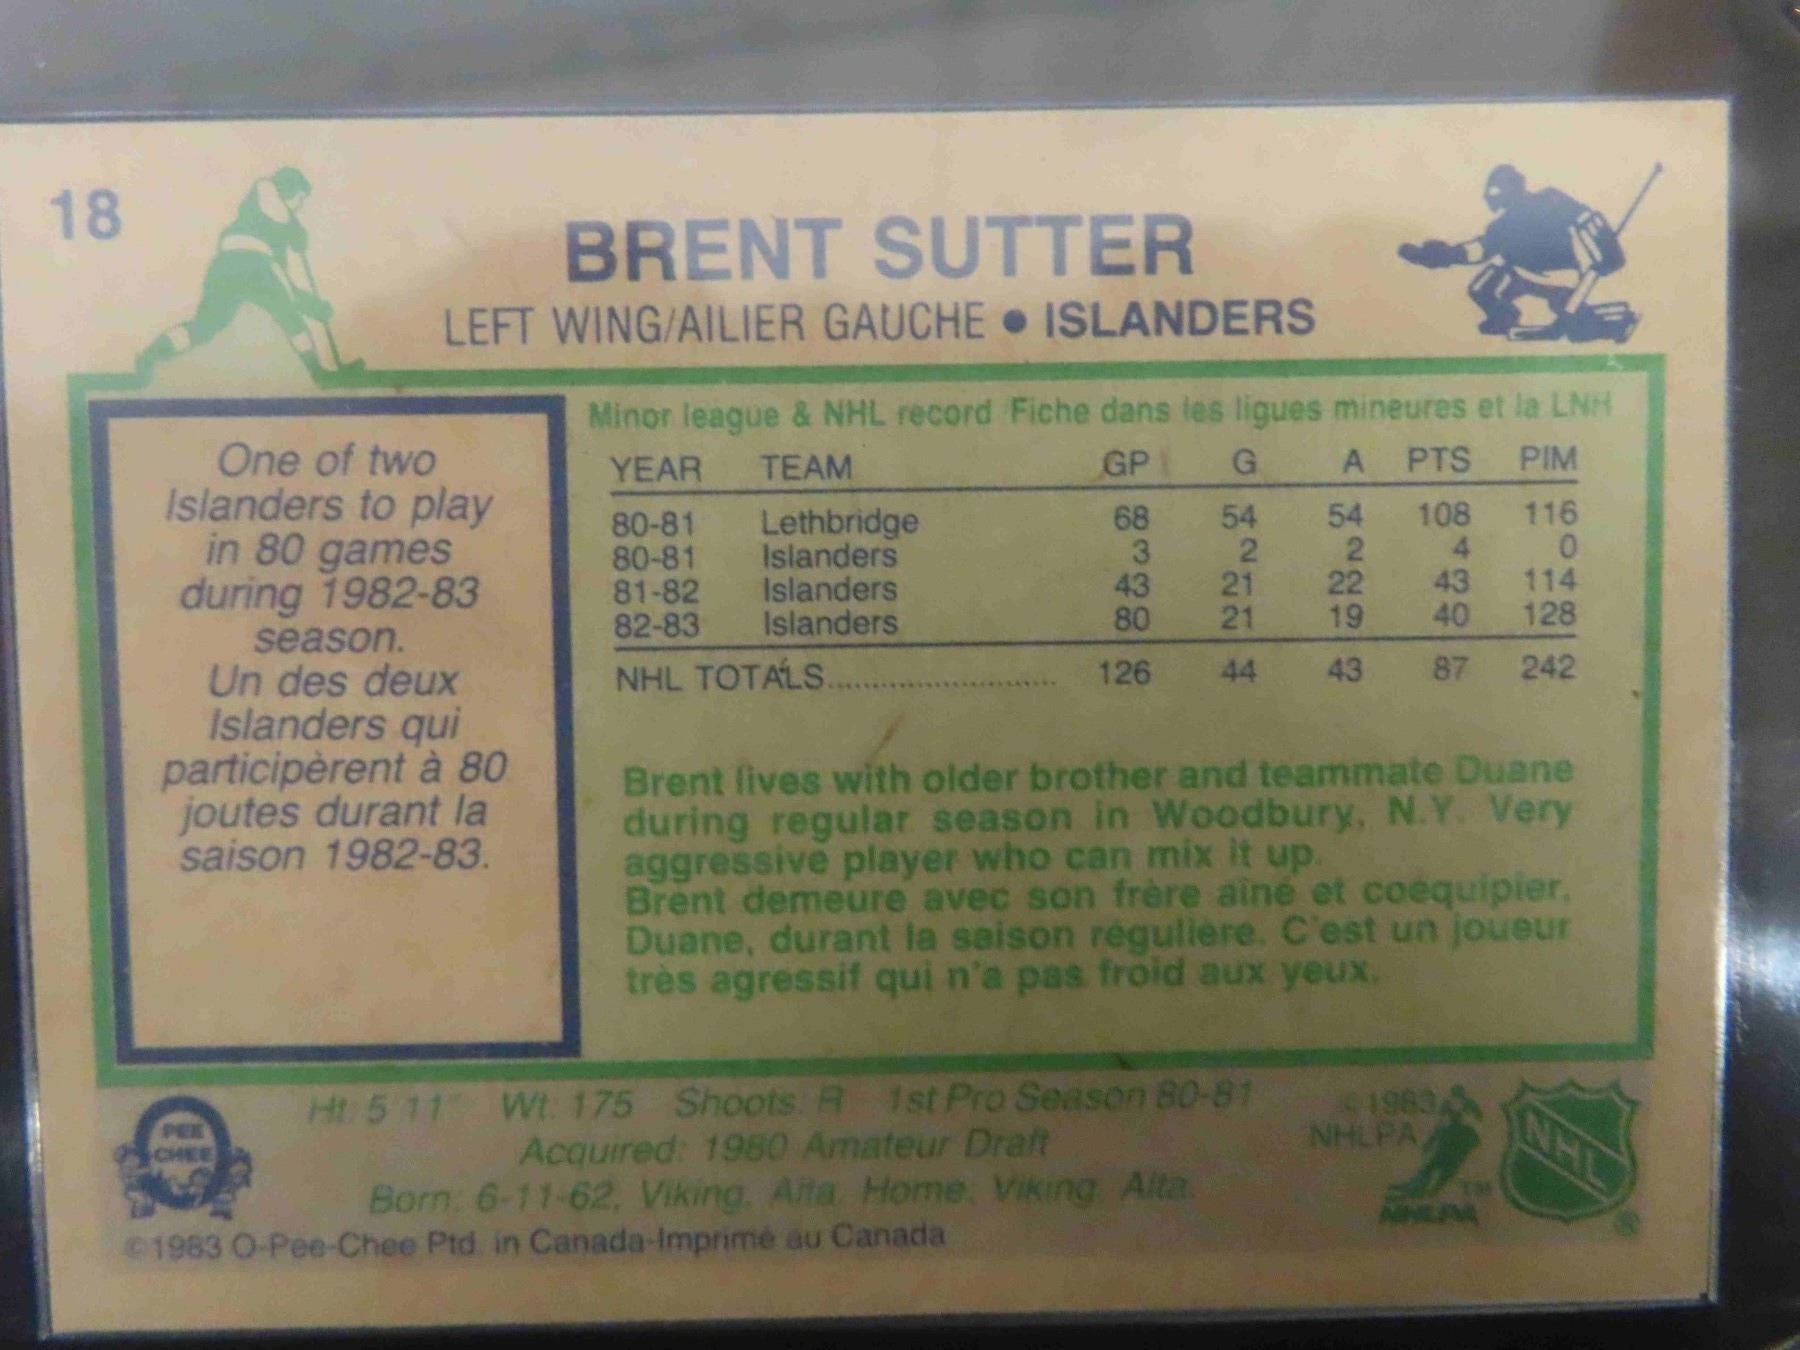 18
BRENT SUTTER
LEFT WING/AILIER GAUCHE • ISLANDERS
One of two
Islanders to play
in 80 games
during 1982-83
season.
Un des deux
Islanders qui
participèrent à 80
joutes durant la
saison 1982-83.
Minor league & NHL record Fiche dans les ligues mineures et la LNH
YEAR TEAM GP G A PTS PIM
80-81 Lethbridge 68 54 54 108 116
80-81 Islanders 3 2 2 4 0
81-82 Islanders 43 21 22 43 114
82-83 Islanders 80 21 19 40 128
NHL TOTALS........................... 126 44 43 87 242
Brent lives with older brother and teammate Duane
during regular season in Woodbury, N.Y. Very
aggressive player who can mix it up.
Brent demeure avec son frère aîné et coéquipier,
Duane, durant la saison régulière. C'est un joueur
très agressif qui n'a pas froid aux yeux.
Ht: 5'11" Wt: 175 Shoots: R 1st Pro Season 80-81
Acquired: 1980 Amateur Draft
Born: 6-11-62, Viking, Alta. Home: Viking, Alta.
PEE
CHEE
©1983 O-Pee-Chee Ptd. in Canada-Imprimé au Canada
©1983
NHLPA
TM
NHLPA
NHL
®